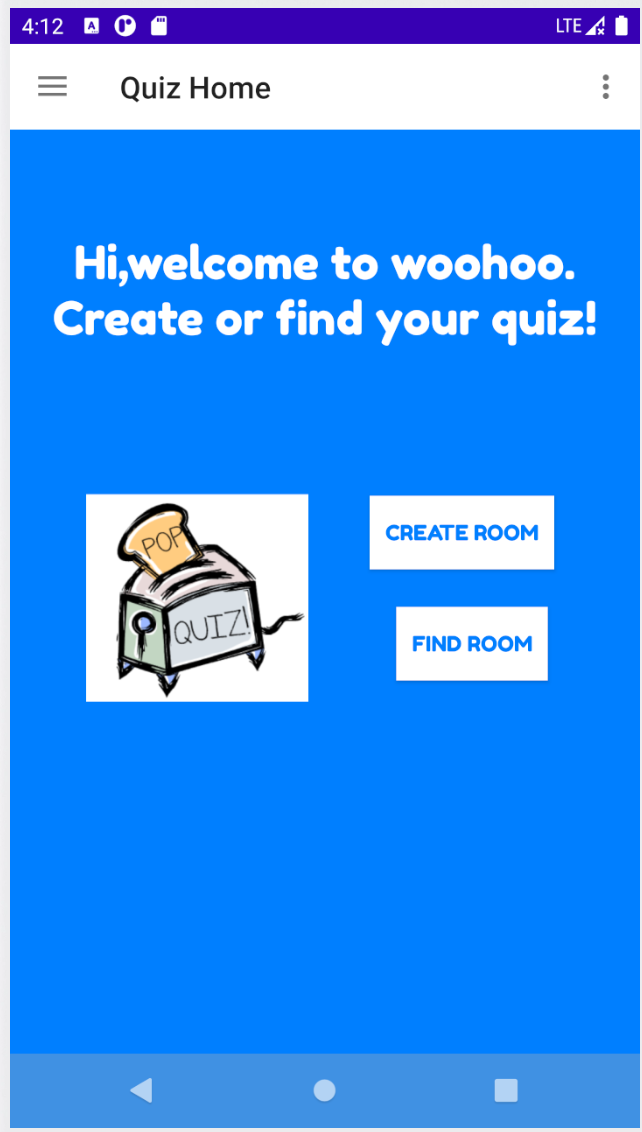 4:12
LTE
Quiz Home
Hi,welcome to woohoo.
Create or find your quiz!
POP
QUIZ!
CREATE ROOM
FIND ROOM